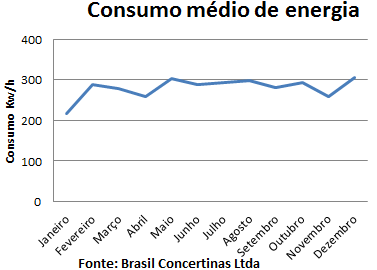 Consumo médio de energia
400
300
200
100
0
Consumo Kw/h
Janeiro
Fevereiro
Março
Abril
Maio
Junho
Julho
Agosto
Setembro
Outubro
Novembro
Dezembro
Fonte: Brasil Concertinas Ltda